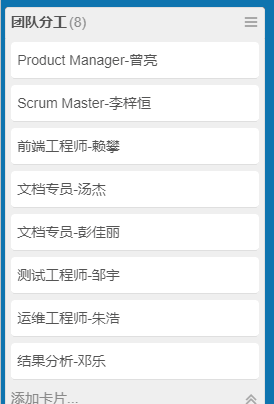 团队分工(8)
Product Manager-曾亮
Scrum Master-李梓恒
前端工程师-赖攀
文档专员-汤杰
文档专员-彭佳丽
测试工程师-邹宇
运维工程师-朱浩
结果分析-邓乐
添加卡片...